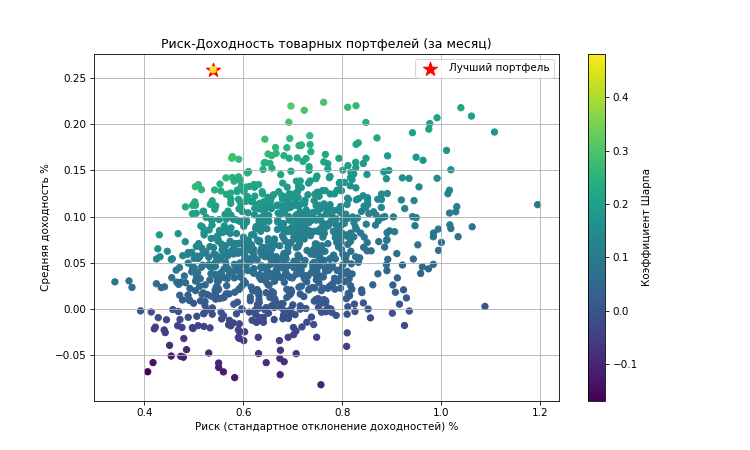 Риск-Доходность товарных портфелей (за месяц)
Лучший портфель
Средняя доходность %
0.25
0.20
0.15
0.10
0.05
0.00
−0.05
0.4 0.6 0.8 1.0 1.2
Риск (стандартное отклонение доходностей) %
0.4
0.3
0.2
0.1
0.0
−0.1
Коэффициент Шарпа